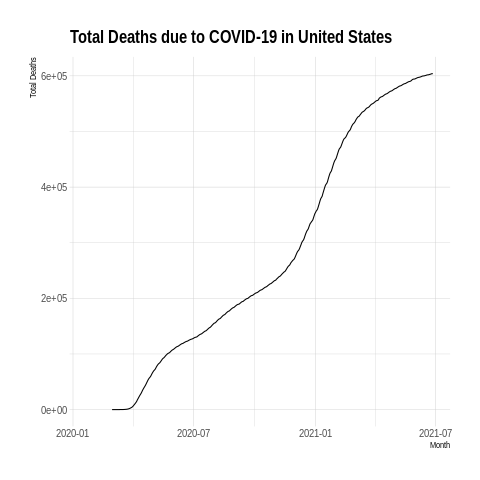 Total Deaths due to COVID-19 in United States
Total Deaths
6e+05
4e+05
2e+05
0e+00
2020-01 2020-07 2021-01 2021-07
Month